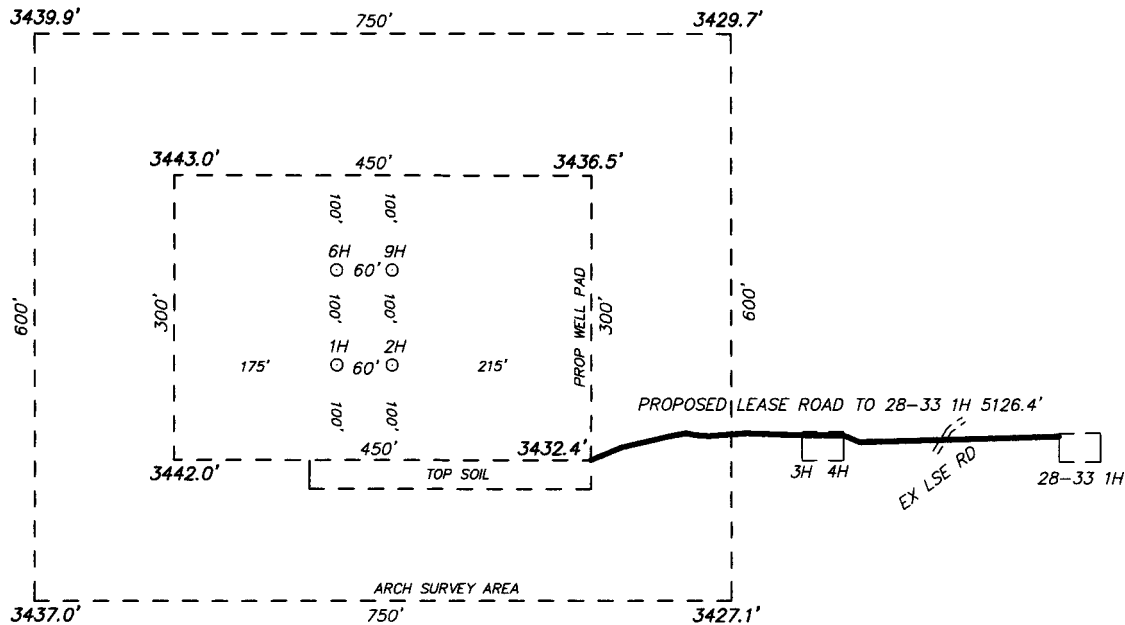 3439.9' 750' 3429.7'
3443.0' 450' 3436.5'
100' 100'
6H 9H
60'
600' 300' 100' 100' PROP WELL PAD 300' 600'
1H 2H
175' 60' 215'
100' 100'
PROPOSED LEASE ROAD TO 28-33 1H 5126.4'
3442.0' 450' 3432.4'
TOP SOIL
3H 4H EX LSE RD 28-33 1H
ARCH SURVEY AREA
3437.0' 750' 3427.1'